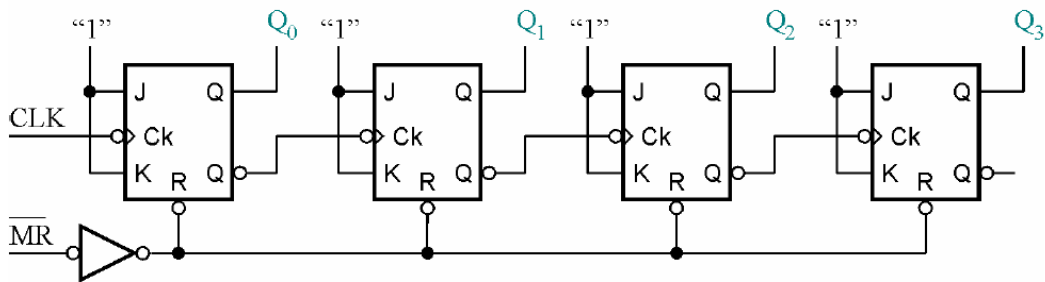 “1” Q0 “1” Q1 “1” Q2 “1” Q3
J Q J Q J Q J Q
CLK Ck Ck Ck Ck
K Q K Q K Q K Q
R R R R
MR